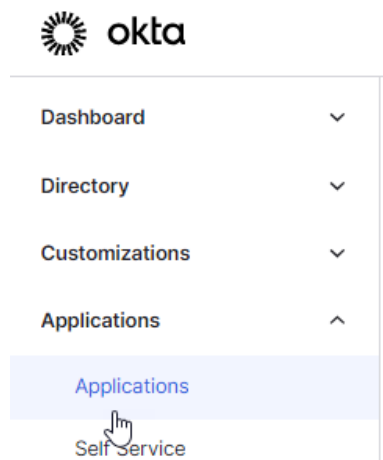 okta
Dashboard
Directory
Customizations
Applications
Applications
Self Service